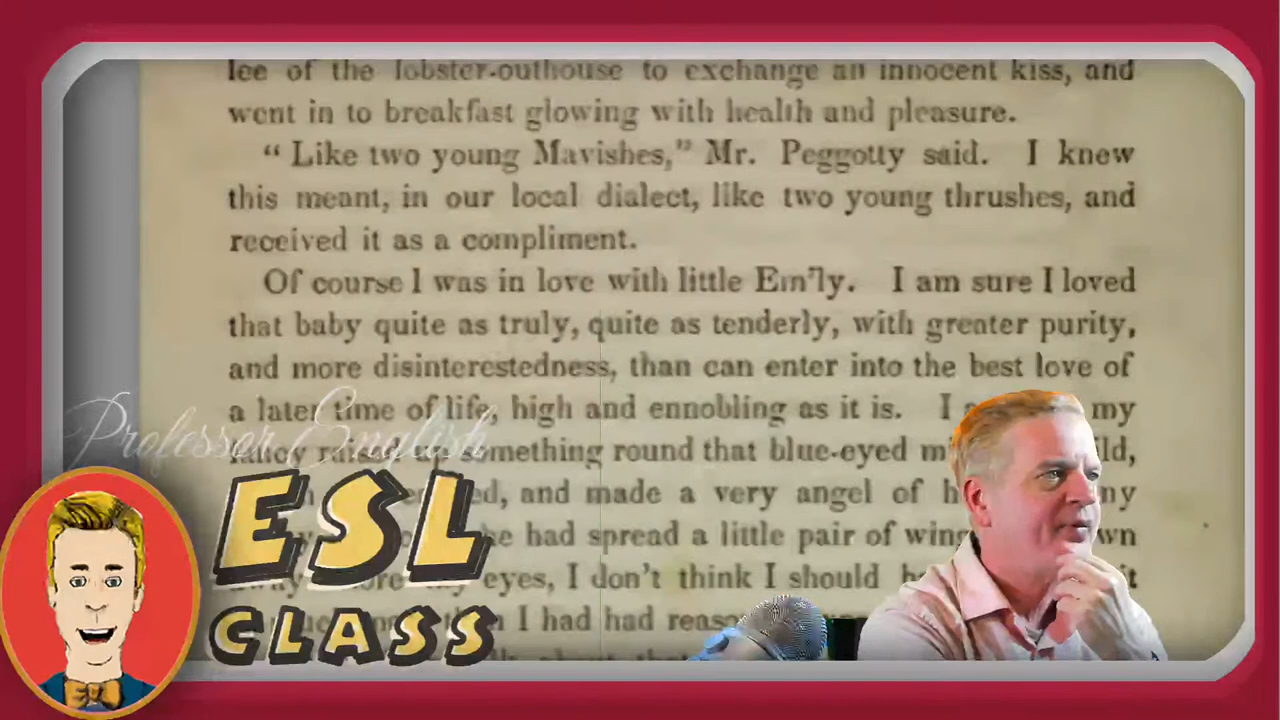 lee of the lobster-outhouse to exchange an innocent kiss, and
went in to breakfast glowing with health and pleasure.
“ Like two young Mavishes,” Mr. Peggotty said. I knew
this meant, in our local dialect, like two young thrushes, and
received it as a compliment.
Of course I was in love with little Em’ly. I am sure I loved
that baby quite as truly, quite as tenderly, with greater purity,
and more disinterestedness, than can enter into the best love of
a later time of life, high and ennobling as it is. I my
fancy something round that blue-eyed
and made a very angel of
had spread a little pair of
eyes, I don’t think I should
I had had
Professor English
ESL
CLASS